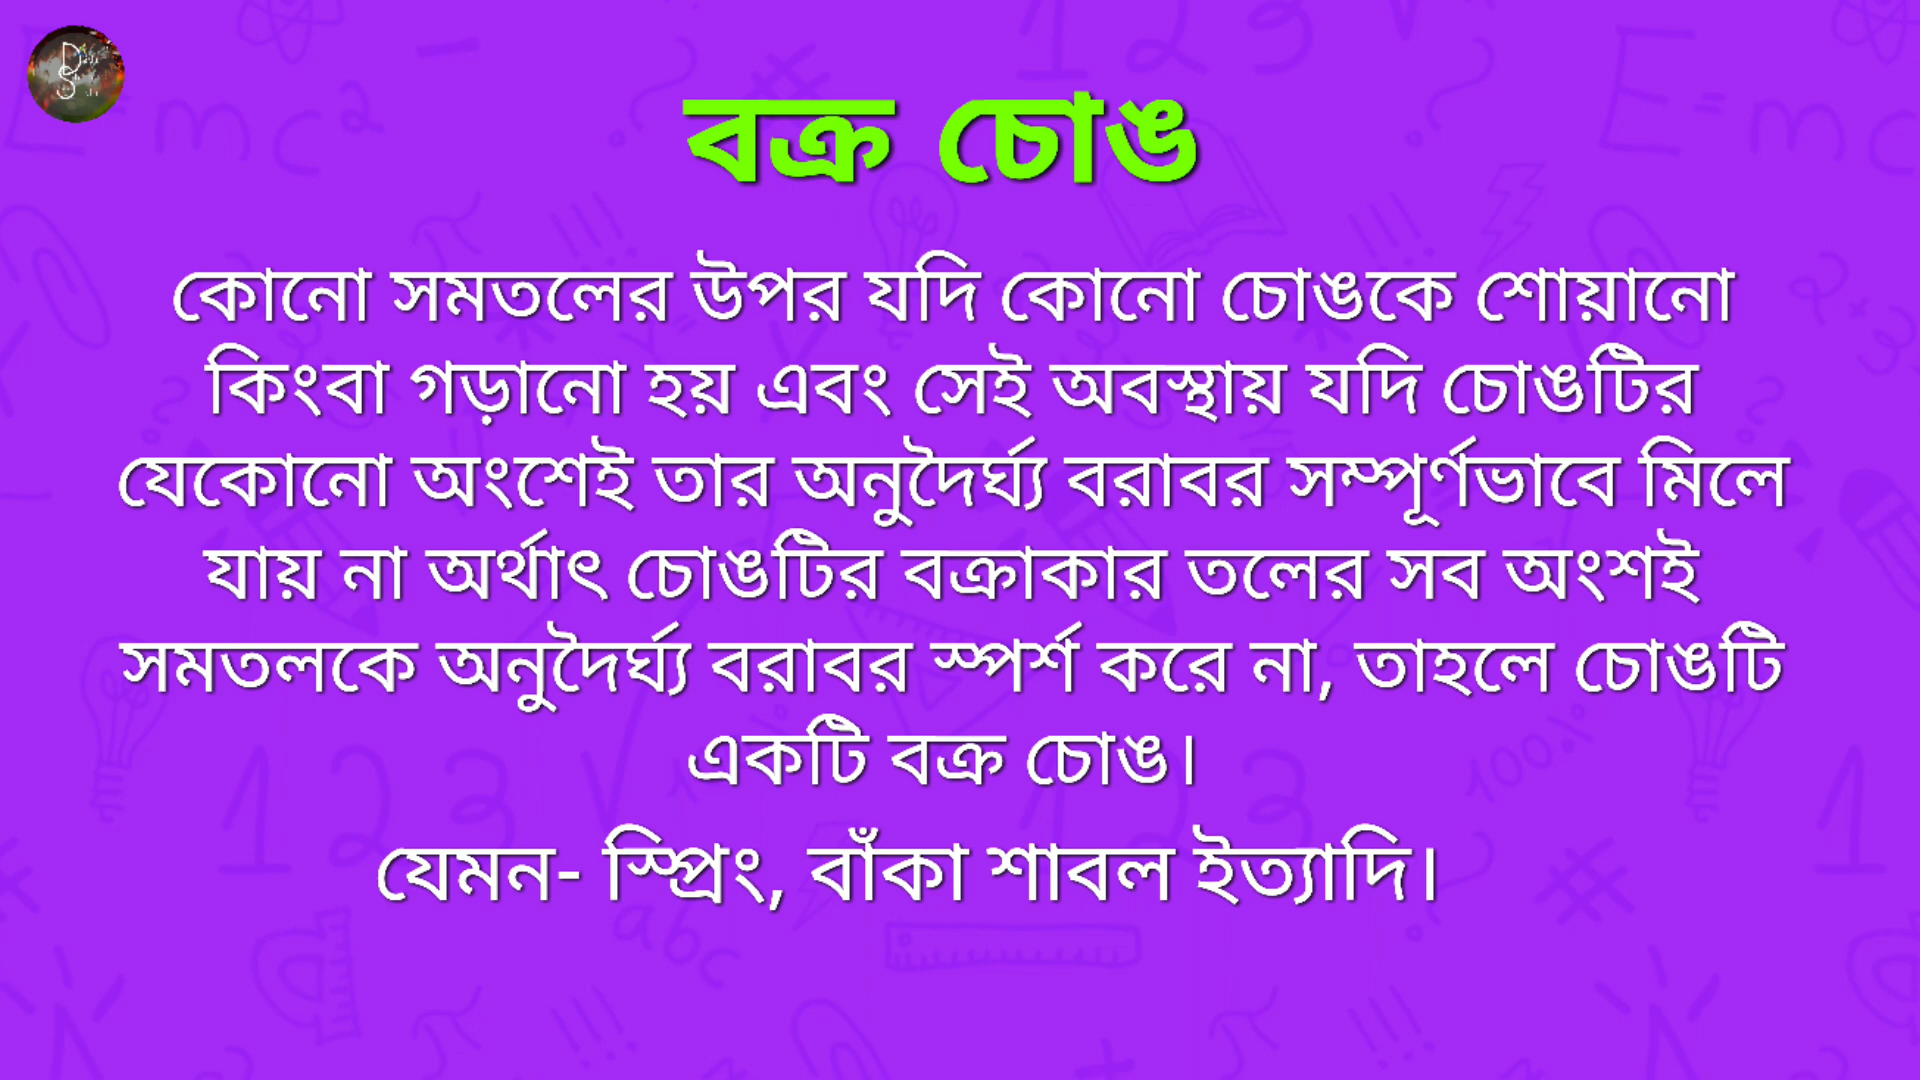 বক্র চোঙ
কোনো সমতলের উপর যদি কোনো চোঙকে শোয়ানো
কিংবা গড়ানো হয় এবং সেই অবস্থায় যদি চোঙটির
যেকোনো অংশেই তার অনুদৈর্ঘ্য বরাবর সম্পূর্ণভাবে মিলে
যায় না অর্থাৎ চোঙটির বক্রাকার তলের সব অংশই
সমতলকে অনুদৈর্ঘ্য বরাবর স্পর্শ করে না, তাহলে চোঙটি
একটি বক্র চোঙ।
যেমন- স্প্রিং, বাঁকা শাবল ইত্যাদি।